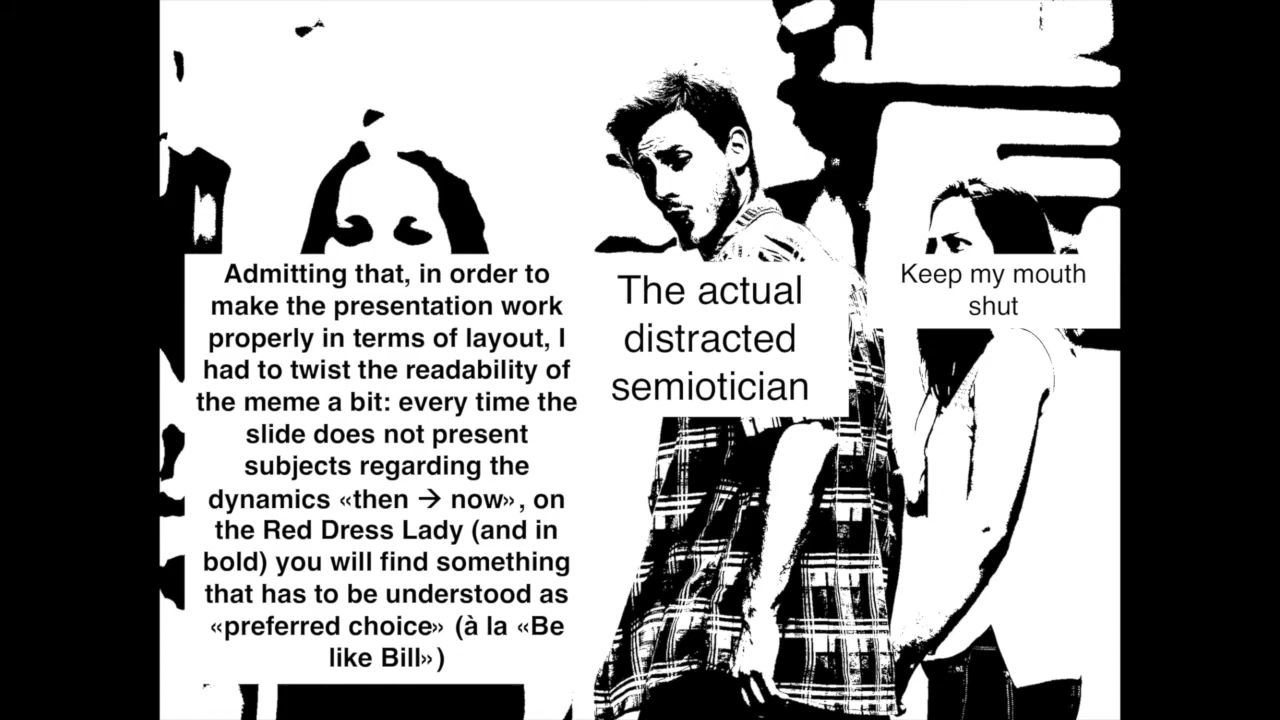 Admitting that, in order to
make the presentation work
properly in terms of layout, I
had to twist the readability of
the meme a bit: every time the
slide does not present
subjects regarding the
dynamics «then → now», on
the Red Dress Lady (and in
bold) you will find something
that has to be understood as
«preferred choice» (à la «Be
like Bill»)
The actual
distracted
semiotician
Keep my mouth
shut